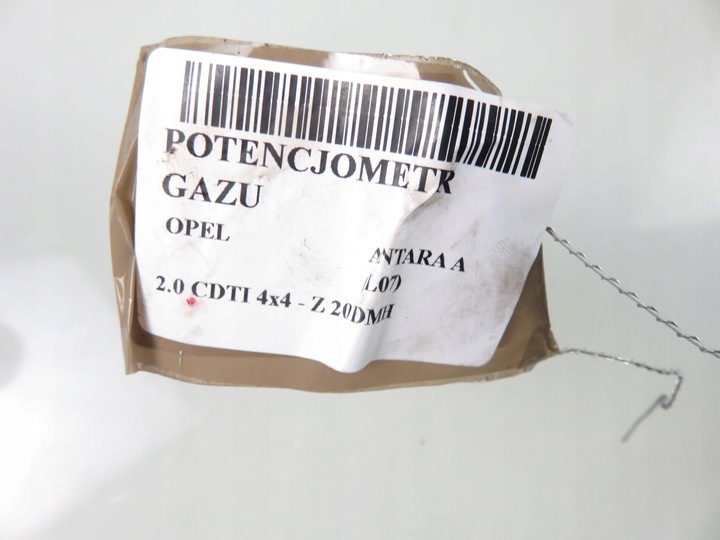 POTENCJOMETR
GAZU
OPEL ANTARA A
(L07)
2.0 CDTI 4x4 - Z 20DMH